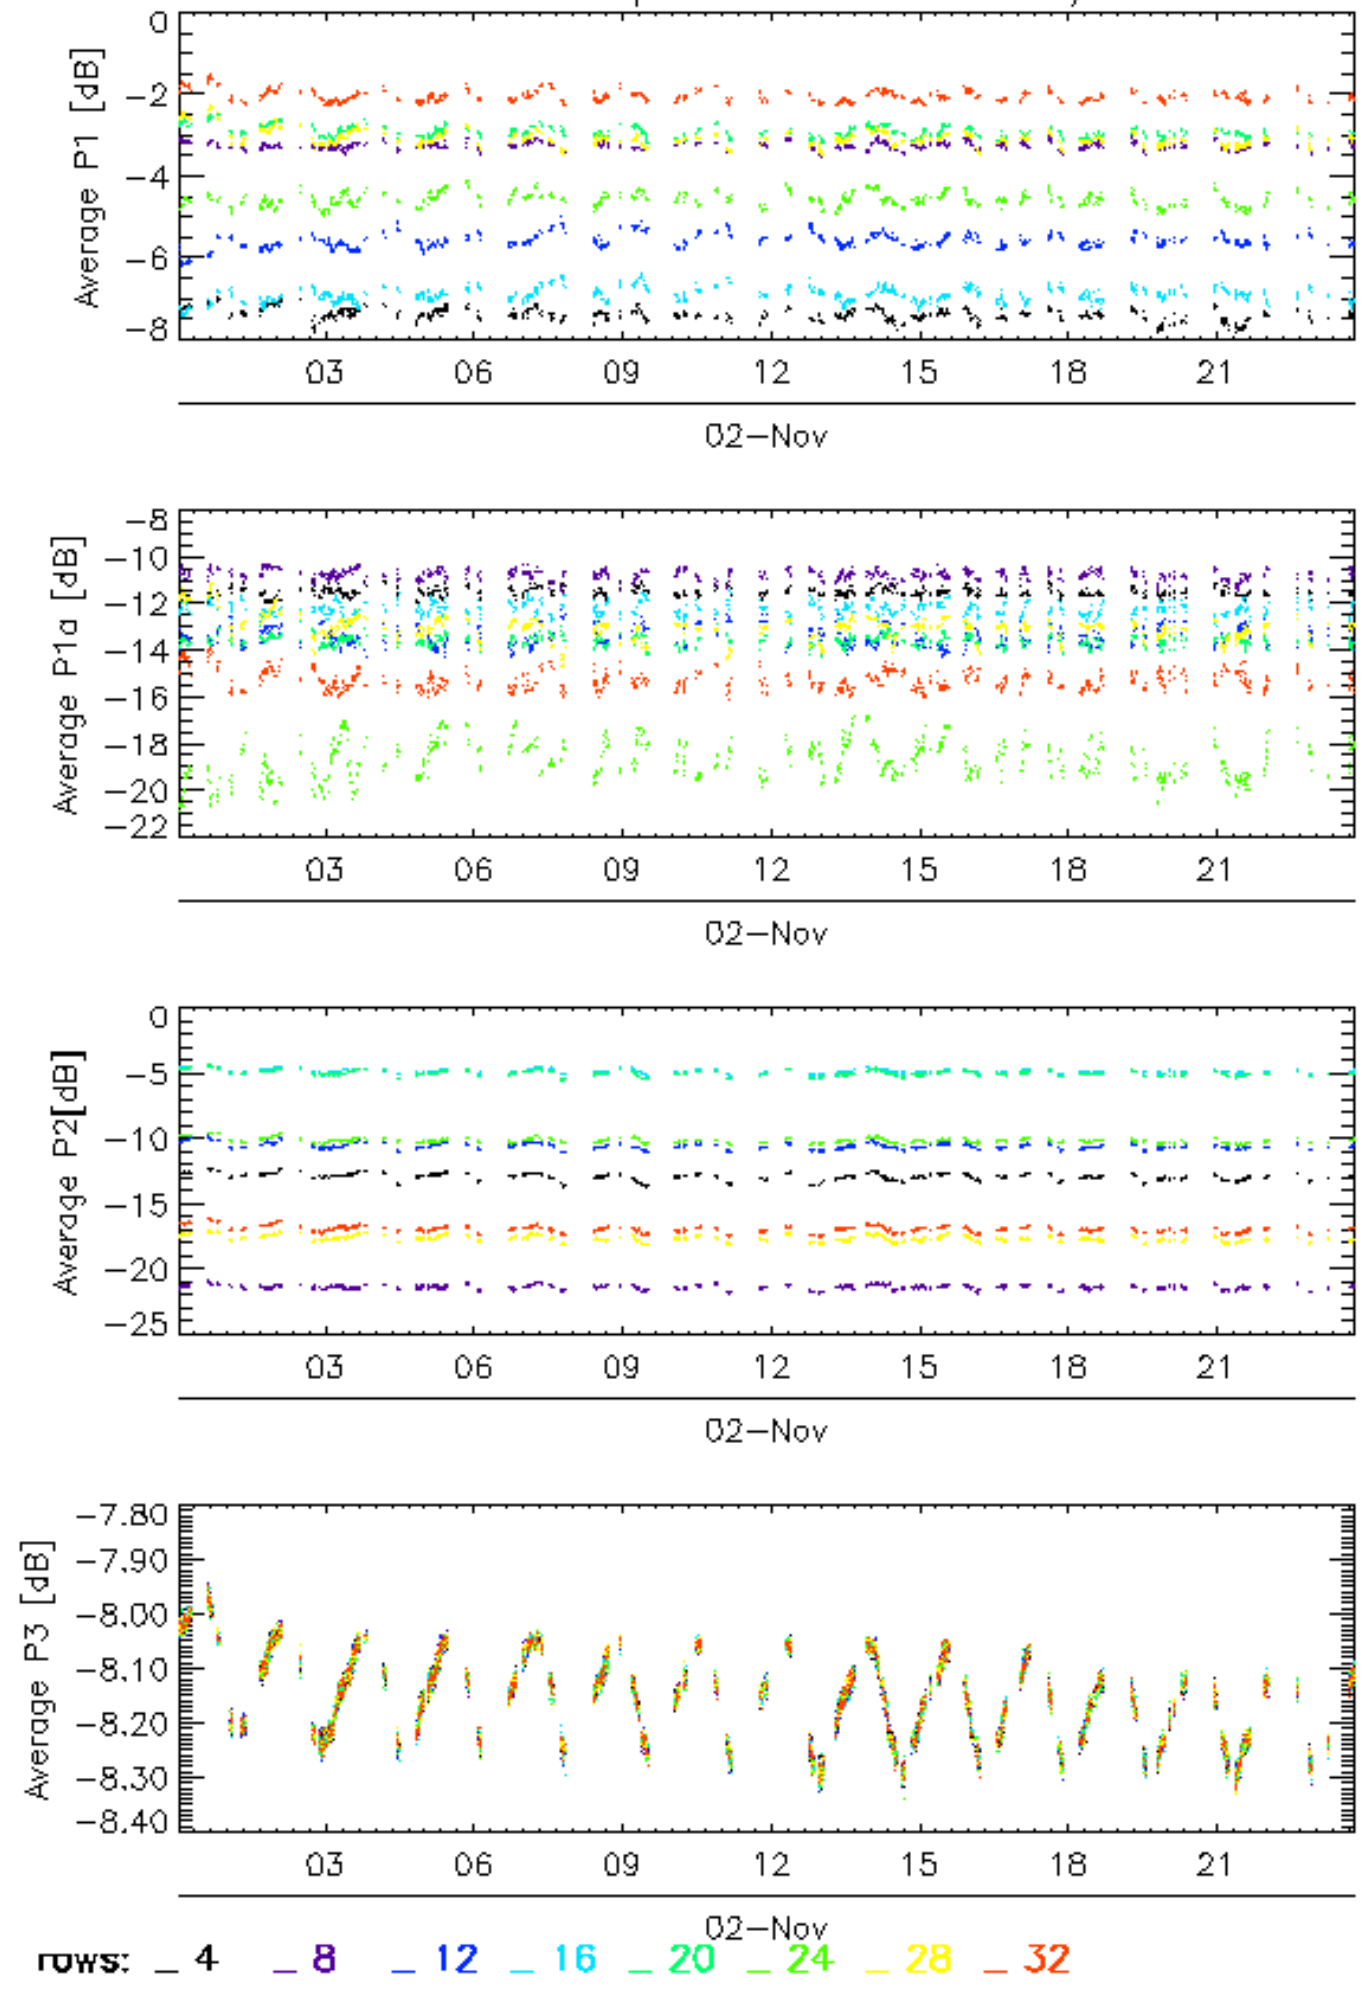 0
−2
−4
−6
−8
Average P1 [dB]
03 06 09 12 15 18 21
02−Nov
−8
−10
−12
−14
−16
−18
−20
−22
Average P1a [dB]
03 06 09 12 15 18 21
02−Nov
0
−5
−10
−15
−20
−25
Average P2[dB]
03 06 09 12 15 18 21
02−Nov
−7.80
−7.90
−8.00
−8.10
−8.20
−8.30
−8.40
Average P3 [dB]
03 06 09 12 15 18 21
02−Nov
rows: _ 4 _ 8 _ 12 _ 16 _ 20 _ 24 _ 28 _ 32